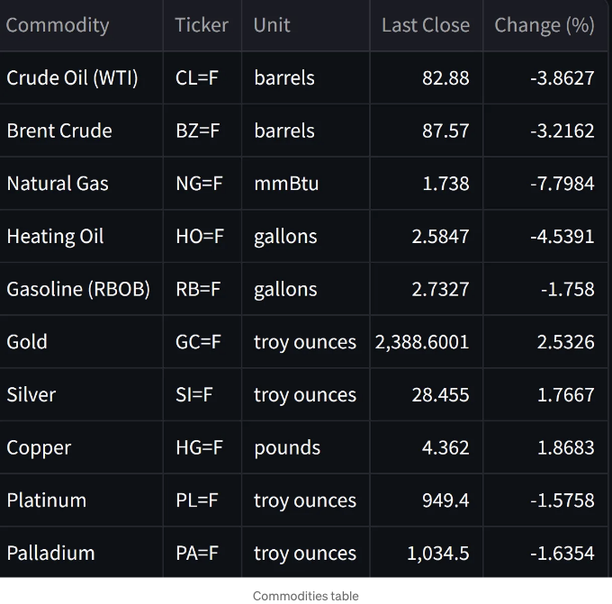 Commodity Ticker Unit Last Close Change (%)
Crude Oil (WTI) CL=F barrels 82.88 -3.8627
Brent Crude BZ=F barrels 87.57 -3.2162
Natural Gas NG=F mmBtu 1.738 -7.7984
Heating Oil HO=F gallons 2.5847 -4.5391
Gasoline (RBOB) RB=F gallons 2.7327 -1.758
Gold GC=F troy ounces 2,388.6001 2.5326
Silver SI=F troy ounces 28.455 1.7667
Copper HG=F pounds 4.362 1.8683
Platinum PL=F troy ounces 949.4 -1.5758
Palladium PA=F troy ounces 1,034.5 -1.6354
Commodities table